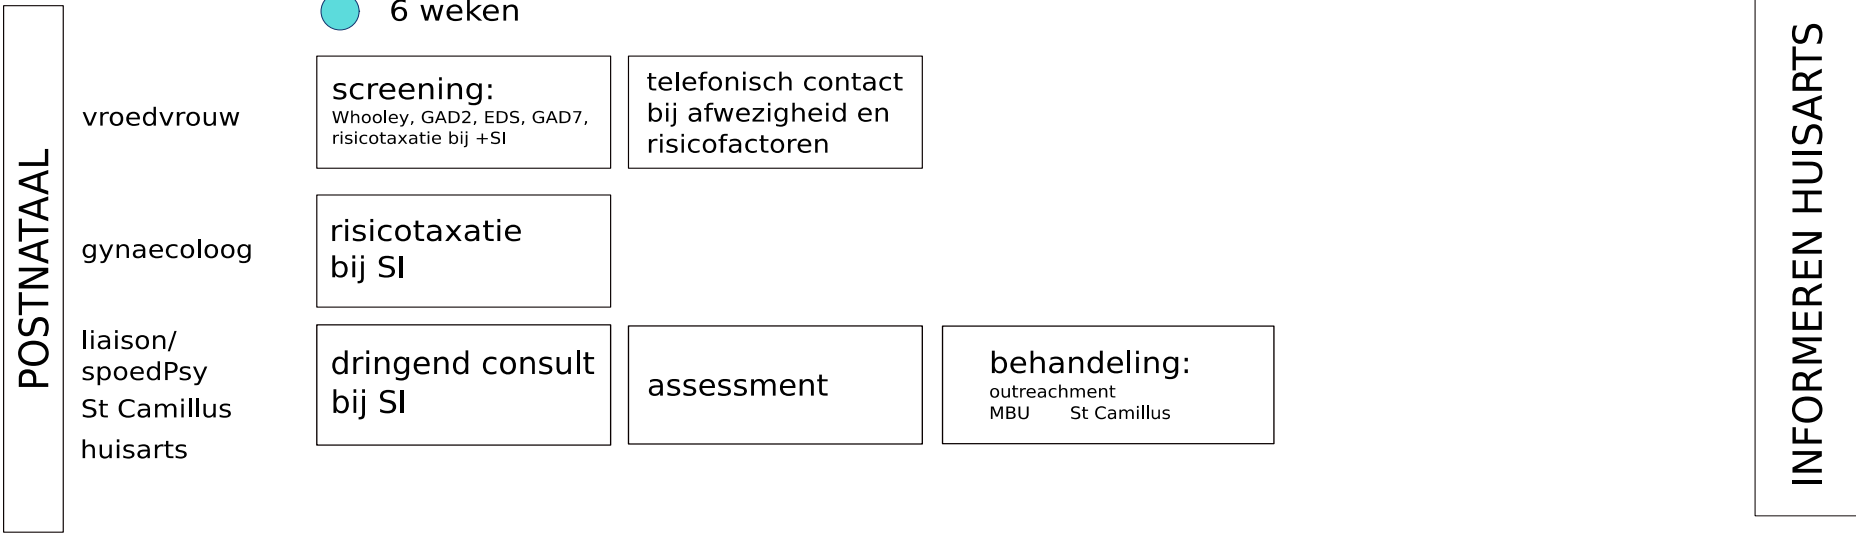 6 weken
POSTNATAAL
vroedvrouw
screening:
Whooley, GAD2, EDS, GAD7,
risicotaxatie bij +SI
telefonisch contact
bij afwezigheid en
risicofactoren
gynaecoloog
risicotaxatie
bij SI
liaison/
spoedPsy
St Camillus
huisarts
dringend consult
bij SI
assessment
behandeling:
outreachment
MBU St Camillus
INFORMEREN HUISARTS